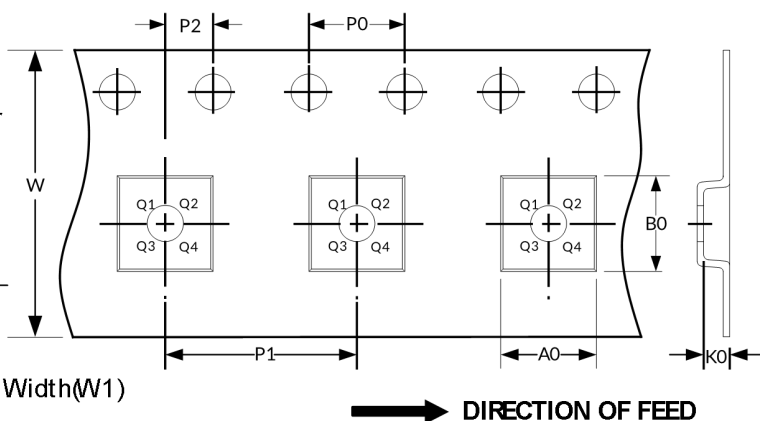 P2 P0
W
Q1 Q2 Q1 Q2 Q1 Q2
B0
Q3 Q4 Q3 Q4 Q3 Q4
P1 A0 K0
Width(W1)
DIRECTION OF FEED